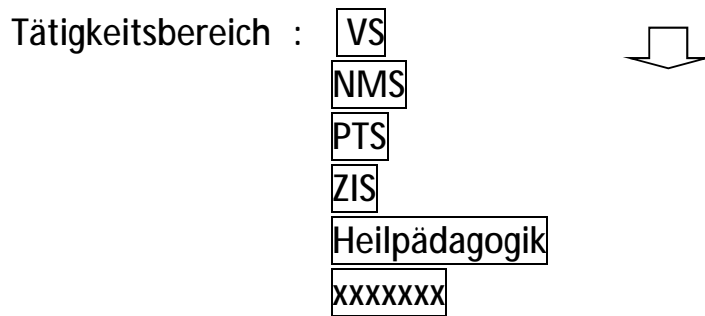 Tätigkeitsbereich : VS
NMS
PTS
ZIS
Heilpädagogik
xxxxxxx